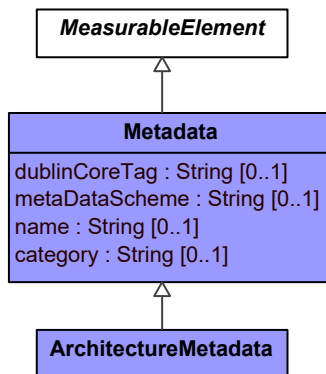 MeasurableElement
Metadata
dublinCoreTag : String [0..1]
metaDataScheme : String [0..1]
name : String [0..1]
category : String [0..1]
ArchitectureMetadata